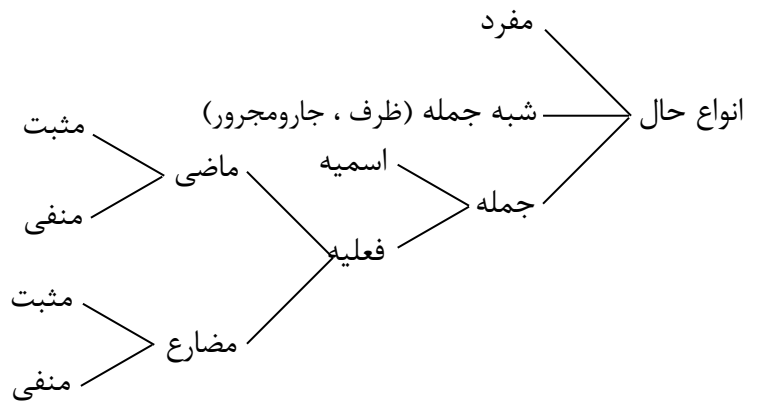 مفرد
انواع حال
شبه جمله (ظرف ، جارومجرور)
جمله
اسمیه
فعلیه
ماضی
مثبت
منفی
مضارع
مثبت
منفی